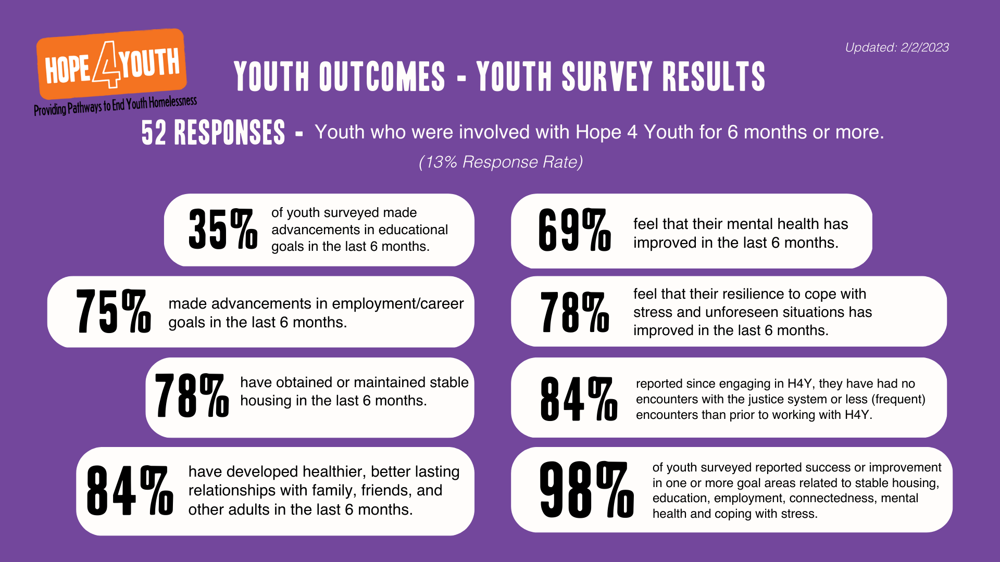 HOPE 4 YOUTH
Providing Pathways to End Youth Homelessness
Updated: 2/2/2023
YOUTH OUTCOMES - YOUTH SURVEY RESULTS
52 RESPONSES - Youth who were involved with Hope 4 Youth for 6 months or more.
(13% Response Rate)
35%
of youth surveyed made
advancements in educational
goals in the last 6 months.
69%
feel that their mental health has
improved in the last 6 months.
75%
made advancements in employment/career
goals in the last 6 months.
78%
feel that their resilience to cope with
stress and unforeseen situations has
improved in the last 6 months.
78%
have obtained or maintained stable
housing in the last 6 months.
84%
reported since engaging in H4Y, they have had no
encounters with the justice system or less (frequent)
encounters than prior to working with H4Y.
84%
have developed healthier, better lasting
relationships with family, friends, and
other adults in the last 6 months.
98%
of youth surveyed reported success or improvement
in one or more goal areas related to stable housing,
education, employment, connectedness, mental
health and coping with stress.